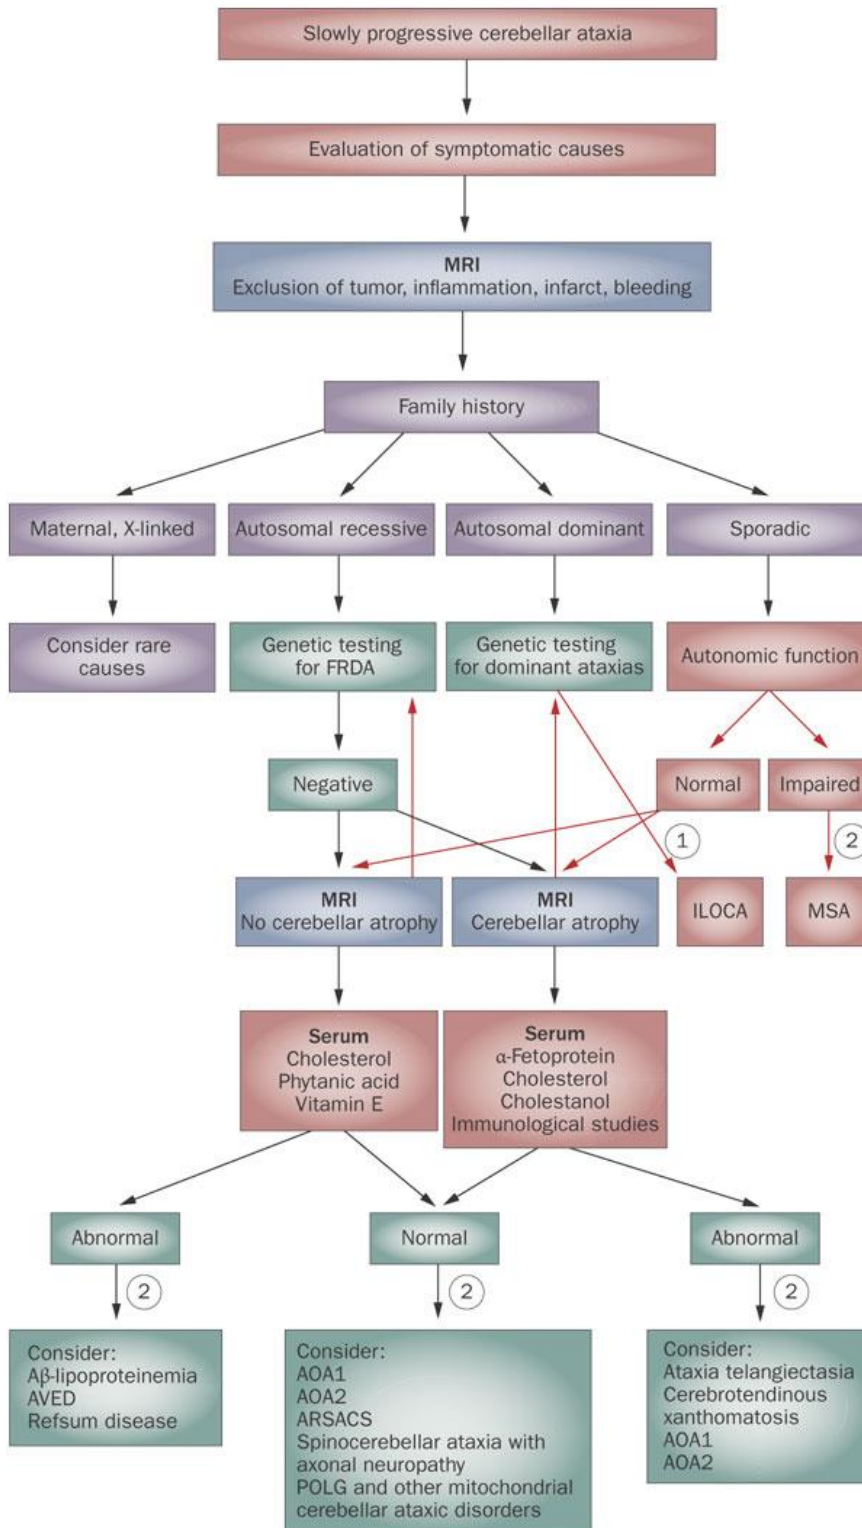 Slowly progressive cerebellar ataxia
Evaluation of symptomatic causes
MRI
Exclusion of tumor, inflammation, infarct, bleeding
Family history
Maternal, X-linked
Autosomal recessive
Autosomal dominant
Sporadic
Consider rare
causes
Genetic testing
for FRDA
Genetic testing
for dominant ataxias
Autonomic function
Negative
Normal
Impaired
1
2
MRI
No cerebellar atrophy
MRI
Cerebellar atrophy
ILOCA
MSA
Serum
Cholesterol
Phytanic acid
Vitamin E
Serum
α-Fetoprotein
Cholesterol
Cholestanol
Immunological studies
Abnormal
Normal
Abnormal
2
2
2
Consider:
Aβ-lipoproteinemia
AVED
Refsum disease
Consider:
AOA1
AOA2
ARSACS
Spinocerebellar ataxia with
axonal neuropathy
POLG and other mitochondrial
cerebellar ataxic disorders
Consider:
Ataxia telangiectasia
Cerebrotendinous
xanthomatosis
AOA1
AOA2